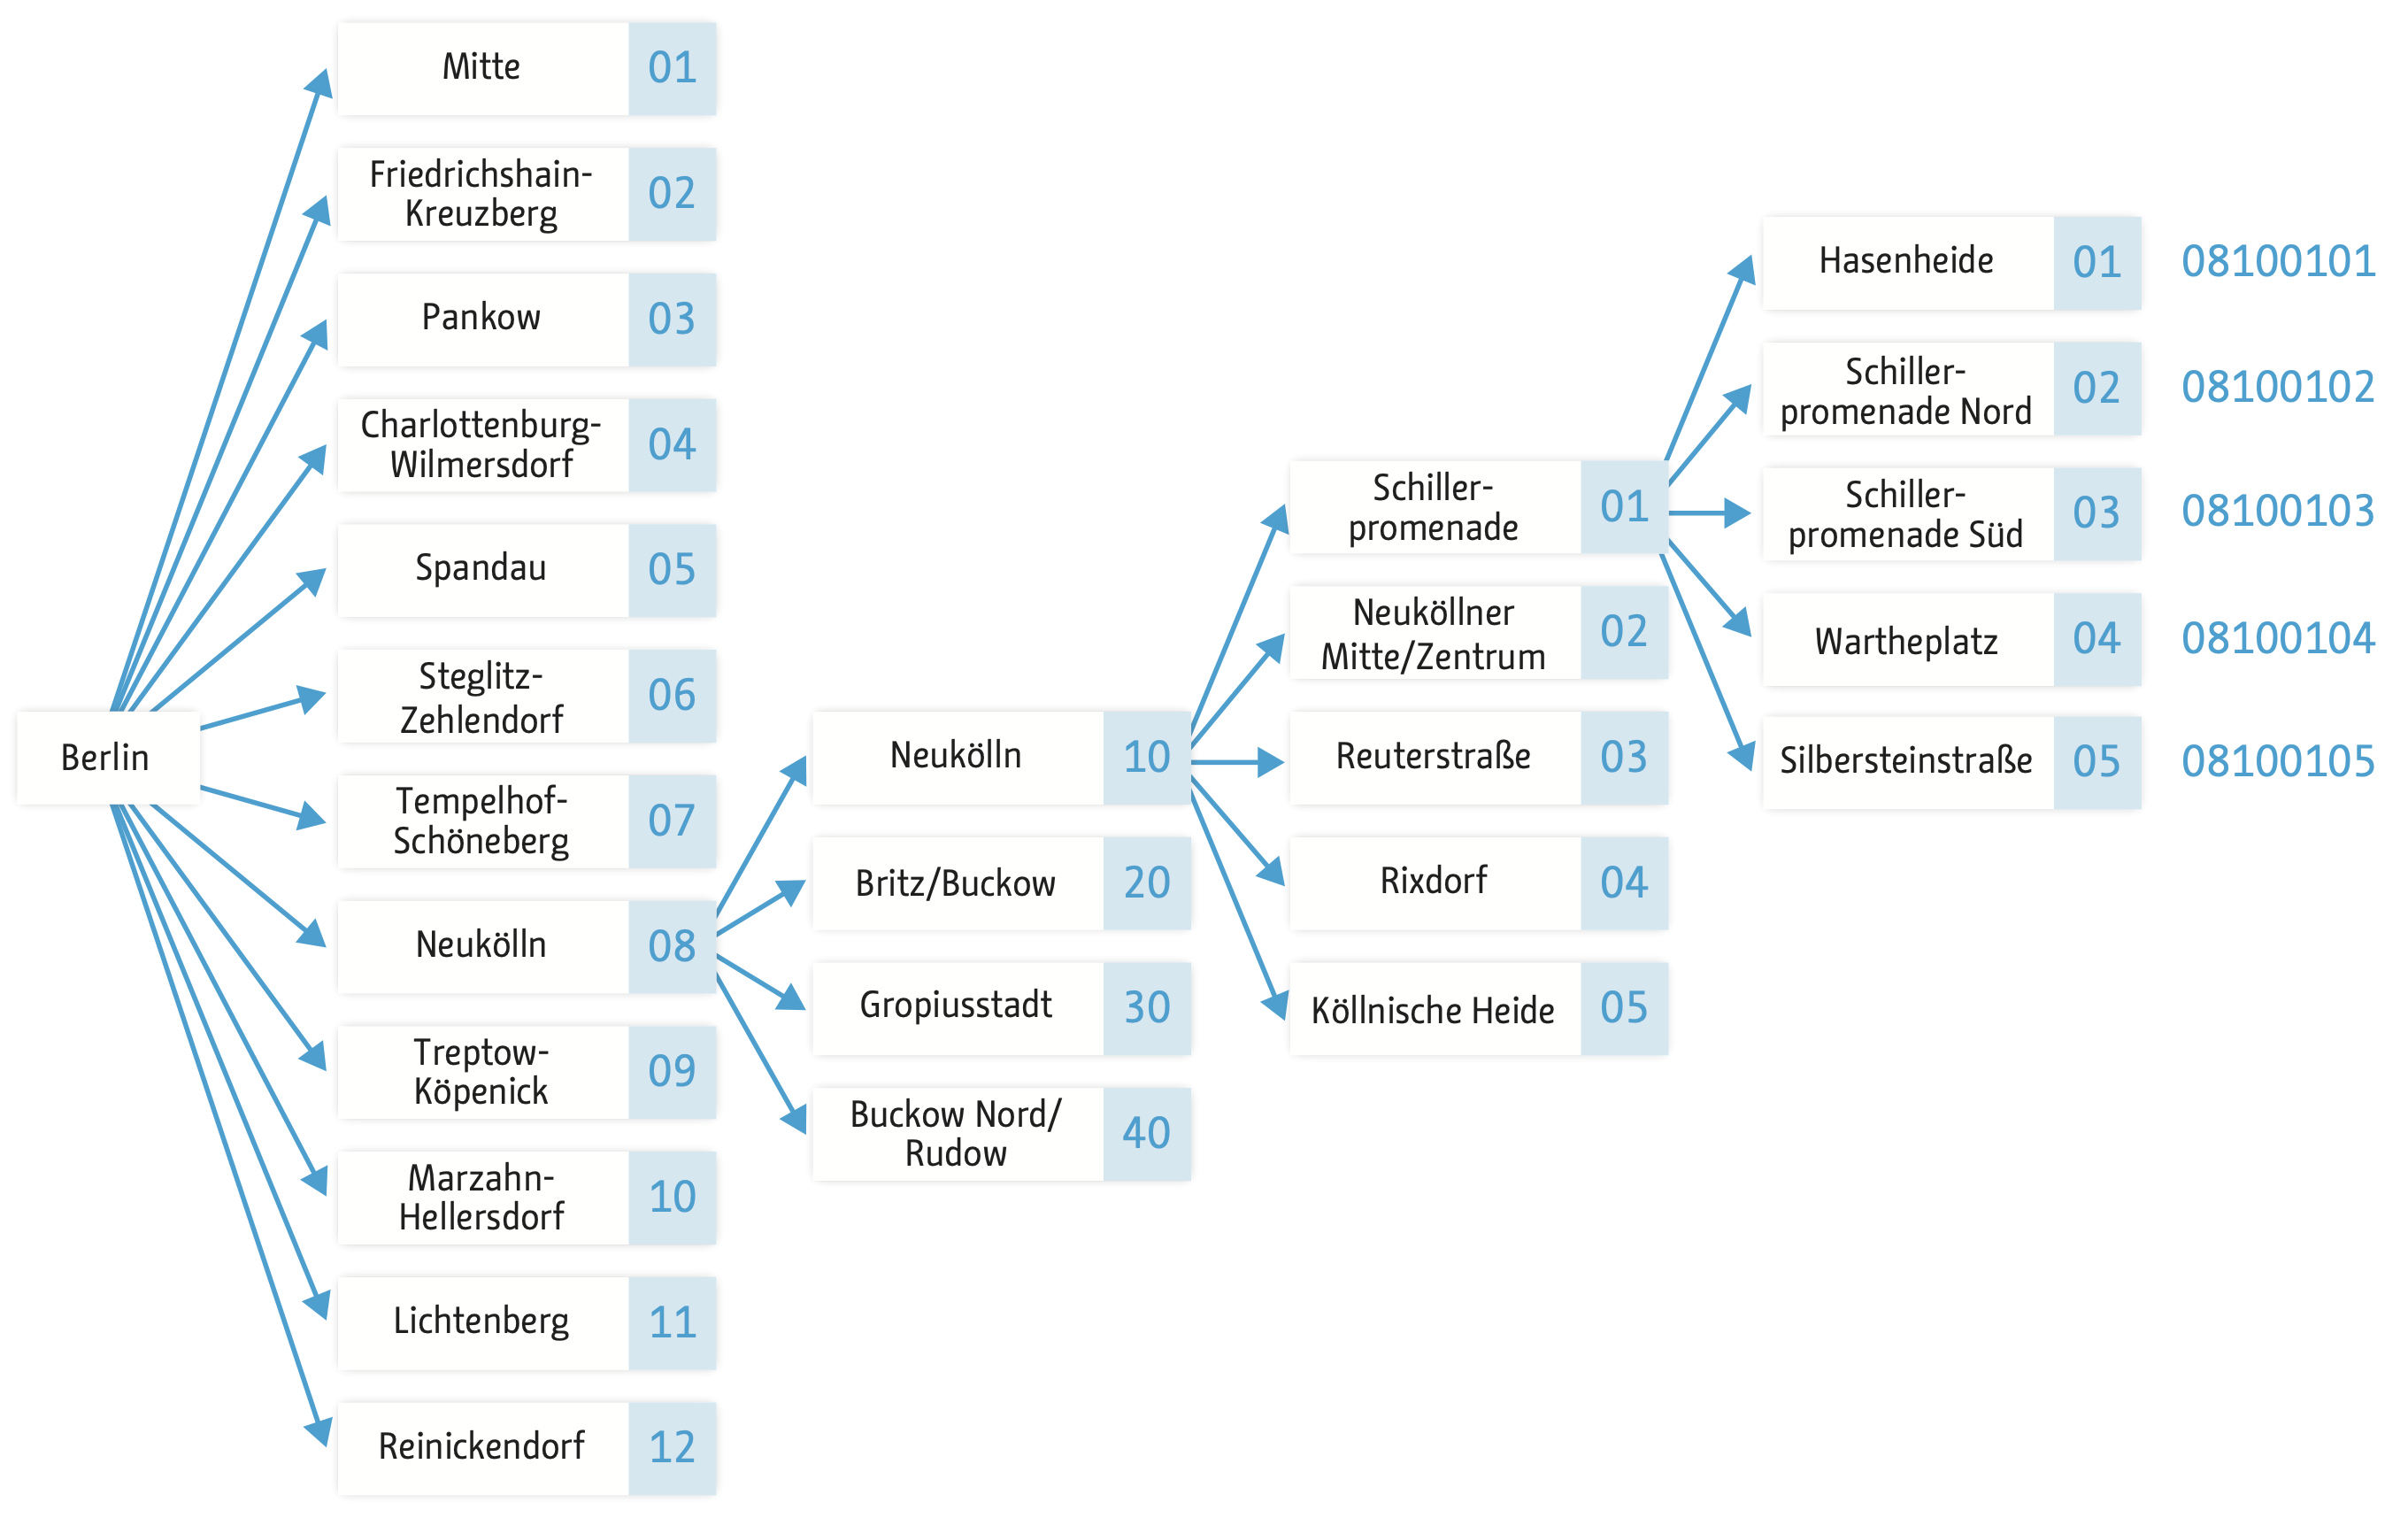 Berlin
Mitte 01
Friedrichshain-
Kreuzberg 02
Pankow 03
Charlottenburg-
Wilmersdorf 04
Spandau 05
Steglitz-
Zehlendorf 06
Tempelhof-
Schöneberg 07
Neukölln 08
Treptow-
Köpenick 09
Marzahn-
Hellersdorf 10
Lichtenberg 11
Reinickendorf 12
Neukölln 10
Britz/Buckow 20
Gropiusstadt 30
Buckow Nord/
Rudow 40
Schiller-
promenade 01
Neuköllner
Mitte/Zentrum 02
Reuterstraße 03
Rixdorf 04
Köllnische Heide 05
Hasenheide 01 08100101
Schiller-
promenade Nord 02 08100102
Schiller-
promenade Süd 03 08100103
Wartheplatz 04 08100104
Silbersteinstraße 05 08100105